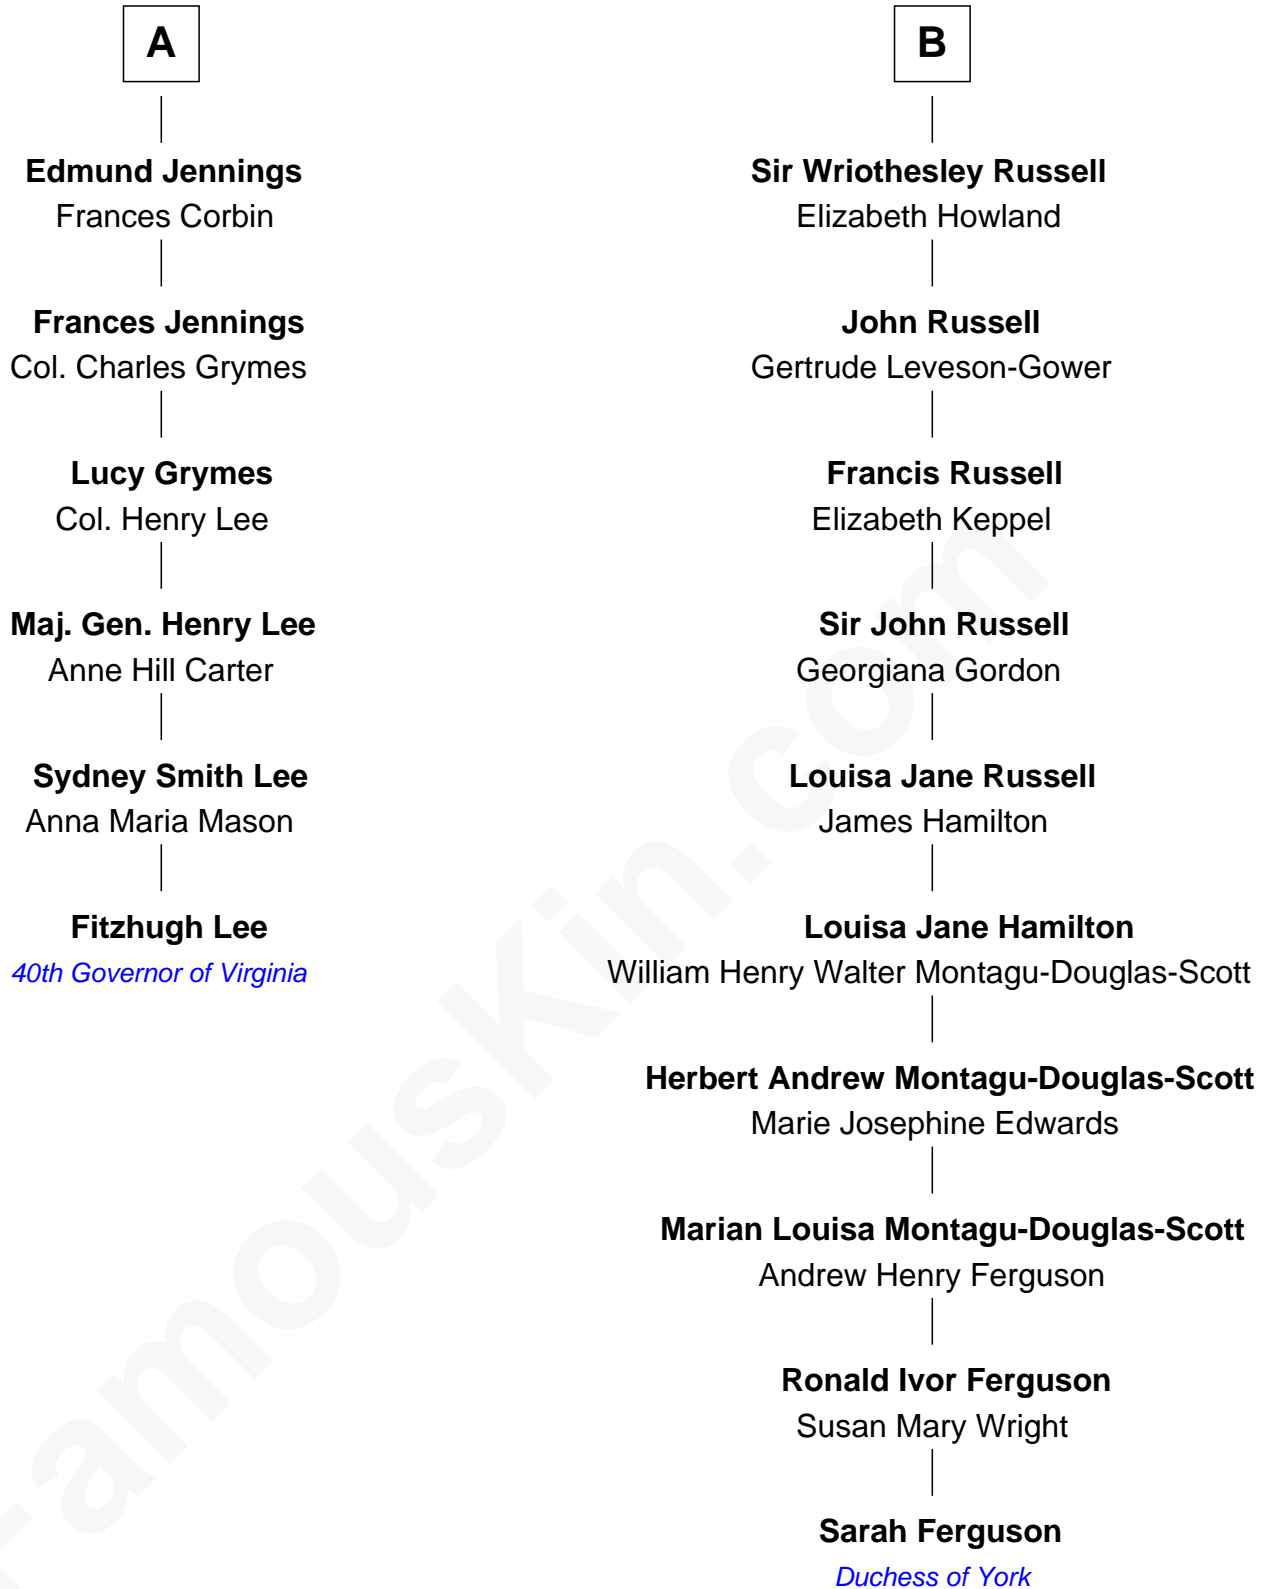 A
Edmund Jennings
Frances Corbin
Frances Jennings
Col. Charles Grymes
Lucy Grymes
Col. Henry Lee
Maj. Gen. Henry Lee
Anne Hill Carter
Sydney Smith Lee
Anna Maria Mason
Fitzhugh Lee
40th Governor of Virginia
B
Sir Wriothesley Russell
Elizabeth Howland
John Russell
Gertrude Leveson-Gower
Francis Russell
Elizabeth Keppel
Sir John Russell
Georgiana Gordon
Louisa Jane Russell
James Hamilton
Louisa Jane Hamilton
William Henry Walter Montagu-Douglas-Scott
Herbert Andrew Montagu-Douglas-Scott
Marie Josephine Edwards
Marian Louisa Montagu-Douglas-Scott
Andrew Henry Ferguson
Ronald Ivor Ferguson
Susan Mary Wright
Sarah Ferguson
Duchess of York
FamousKin.com